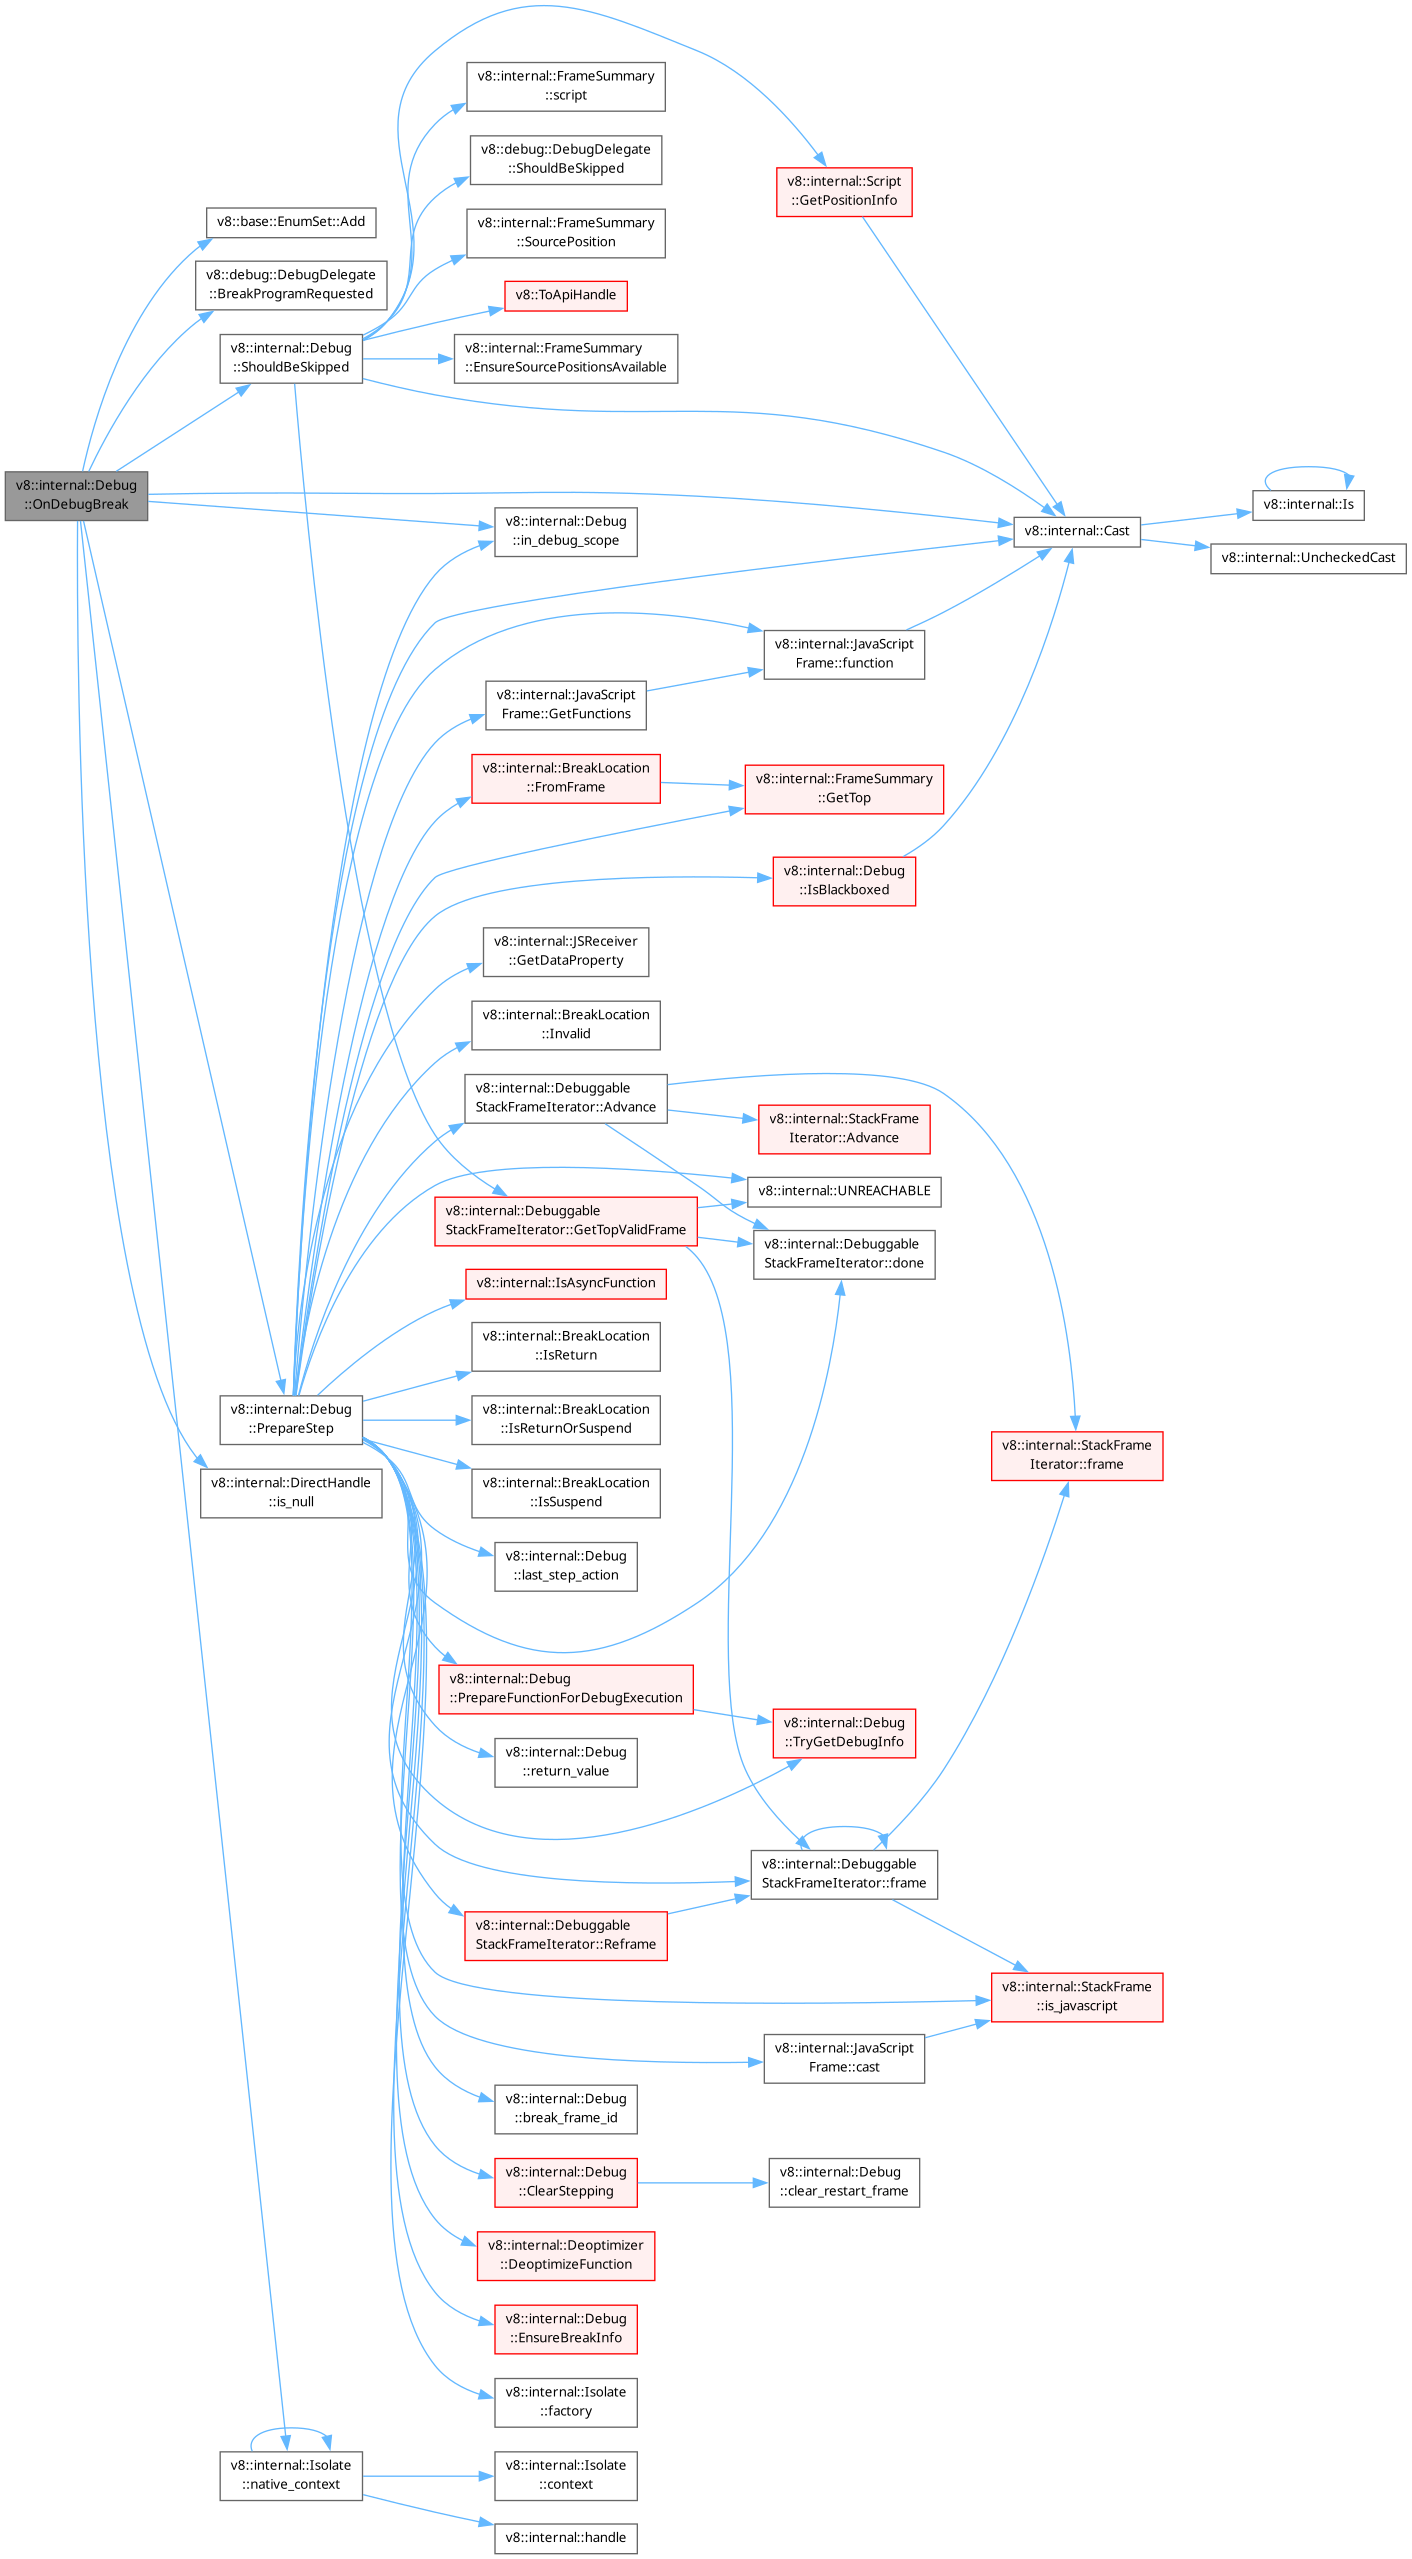 v8::internal::Debug
::OnDebugBreak
v8::base::EnumSet::Add
v8::debug::DebugDelegate
::BreakProgramRequested
v8::internal::Debug
::ShouldBeSkipped
v8::internal::Debug
::PrepareStep
v8::internal::DirectHandle
::is_null
v8::internal::Isolate
::native_context
v8::internal::FrameSummary
::script
v8::debug::DebugDelegate
::ShouldBeSkipped
v8::internal::FrameSummary
::SourcePosition
v8::ToApiHandle
v8::internal::FrameSummary
::EnsureSourcePositionsAvailable
v8::internal::Debug
::in_debug_scope
v8::internal::JavaScript
Frame::GetFunctions
v8::internal::BreakLocation
::FromFrame
v8::internal::JSReceiver
::GetDataProperty
v8::internal::BreakLocation
::Invalid
v8::internal::Debuggable
StackFrameIterator::Advance
v8::internal::Debuggable
StackFrameIterator::GetTopValidFrame
v8::internal::IsAsyncFunction
v8::internal::BreakLocation
::IsReturn
v8::internal::BreakLocation
::IsReturnOrSuspend
v8::internal::BreakLocation
::IsSuspend
v8::internal::Debug
::last_step_action
v8::internal::Debug
::PrepareFunctionForDebugExecution
v8::internal::Debug
::return_value
v8::internal::Debuggable
StackFrameIterator::Reframe
v8::internal::Debug
::break_frame_id
v8::internal::Debug
::ClearStepping
v8::internal::Deoptimizer
::DeoptimizeFunction
v8::internal::Debug
::EnsureBreakInfo
v8::internal::Isolate
::factory
v8::internal::Isolate
::context
v8::internal::handle
v8::internal::Script
::GetPositionInfo
v8::internal::JavaScript
Frame::function
v8::internal::FrameSummary
::GetTop
v8::internal::Debug
::IsBlackboxed
v8::internal::StackFrame
Iterator::Advance
v8::internal::UNREACHABLE
v8::internal::Debuggable
StackFrameIterator::done
v8::internal::Debug
::TryGetDebugInfo
v8::internal::Debuggable
StackFrameIterator::frame
v8::internal::JavaScript
Frame::cast
v8::internal::Debug
::clear_restart_frame
v8::internal::Cast
v8::internal::StackFrame
Iterator::frame
v8::internal::StackFrame
::is_javascript
v8::internal::Is
v8::internal::UncheckedCast